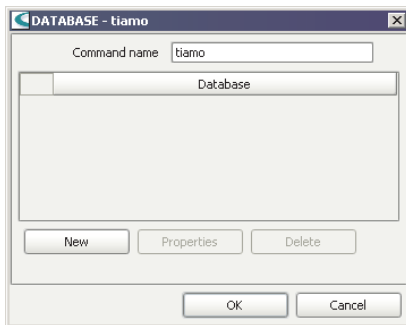 DATABASE - tiamo
Command name tiamo
Database
New Properties Delete
OK Cancel